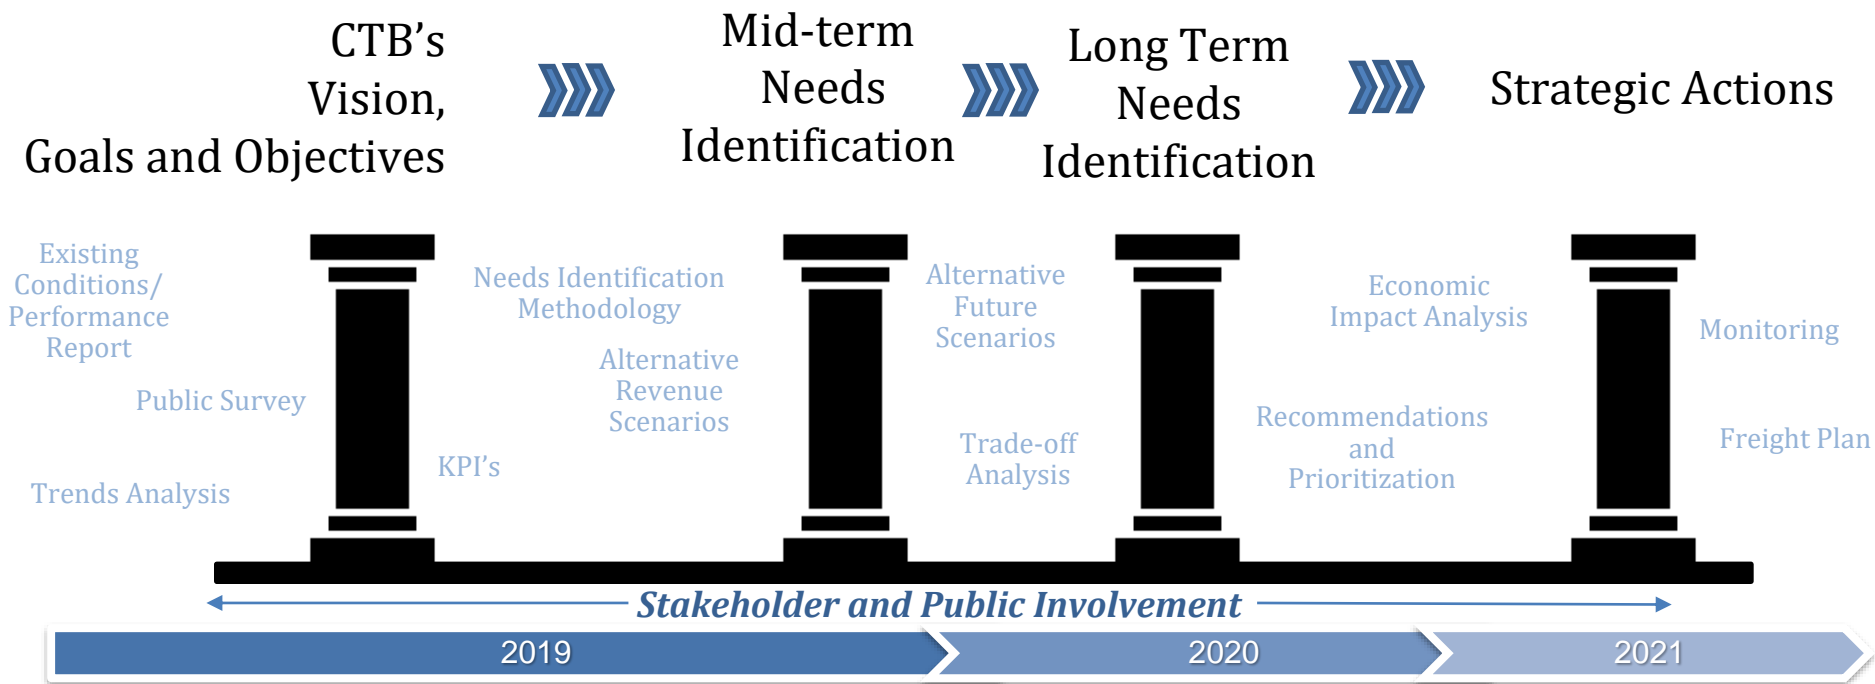 CTB's
Vision,
Goals and Objectives
Mid-term
Needs
Identification
Long Term
Needs
Identification
Strategic Actions
Existing
Conditions/
Performance
Report
Public Survey
Trends Analysis
Needs Identification
Methodology
Alternative
Revenue
Scenarios
KPI's
Alternative
Future
Scenarios
Trade-off
Analysis
Economic
Impact Analysis
Recommendations
and
Prioritization
Monitoring
Freight Plan
Stakeholder and Public Involvement
2019
2020
2021